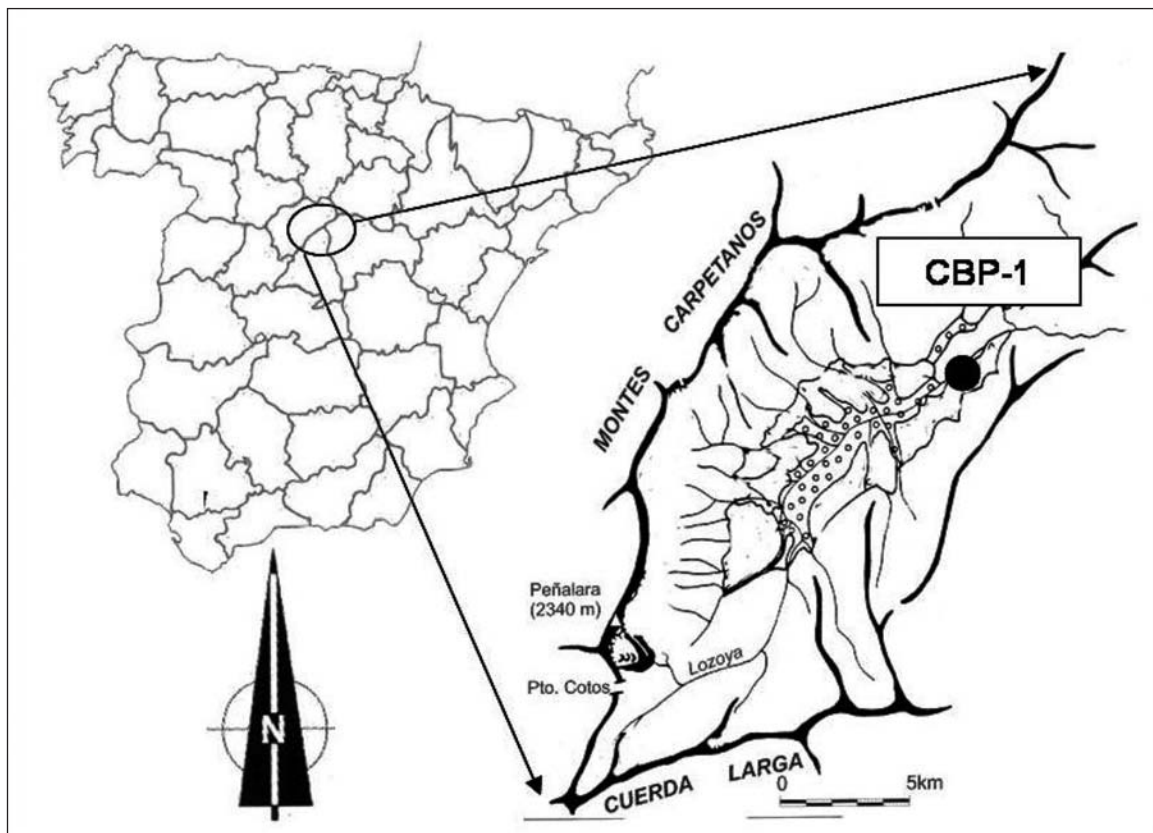 CBP-1
MONTES CARPETANOS
Peñalara
(2340 m)
Lozoya
Pto. Cotos
N
CUERDA LARGA
0 5km